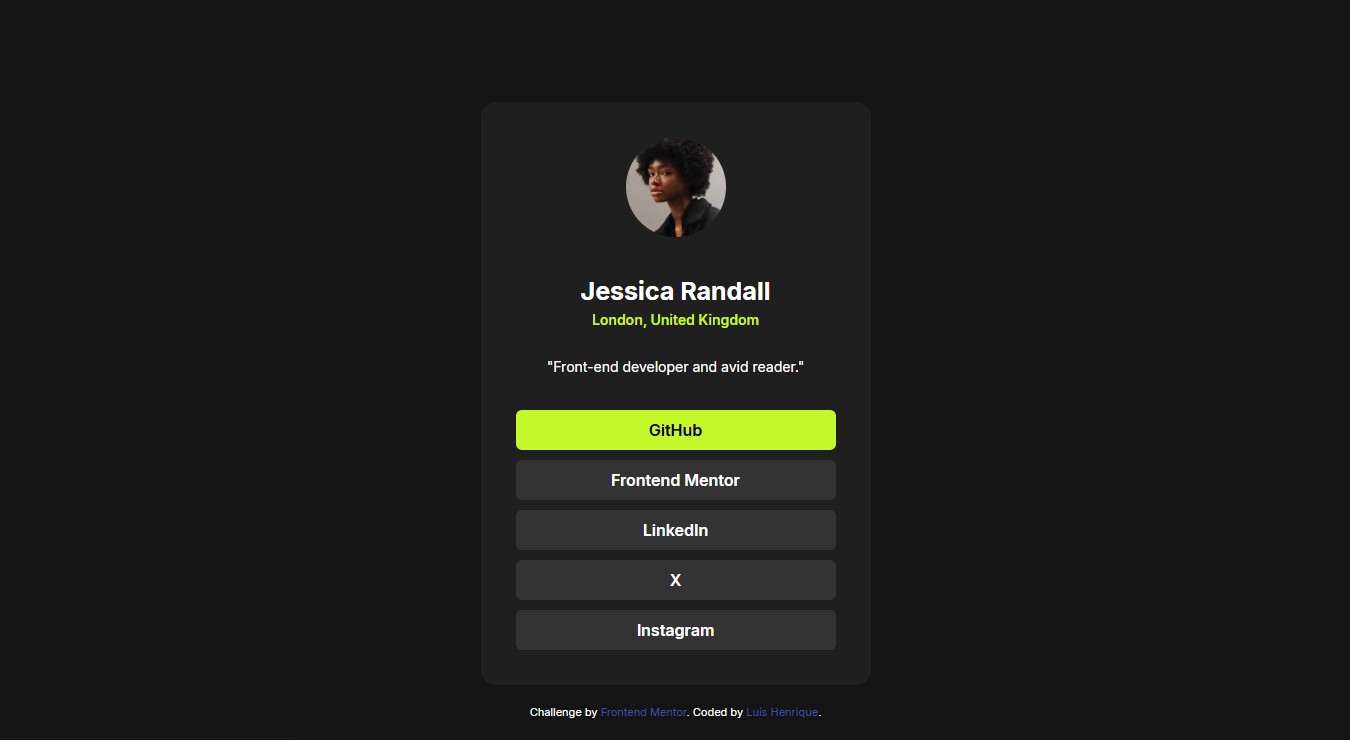 Jessica Randall
London, United Kingdom
"Front-end developer and avid reader."
GitHub
Frontend Mentor
LinkedIn
X
Instagram
Challenge by Frontend Mentor. Coded by Luís Henrique.